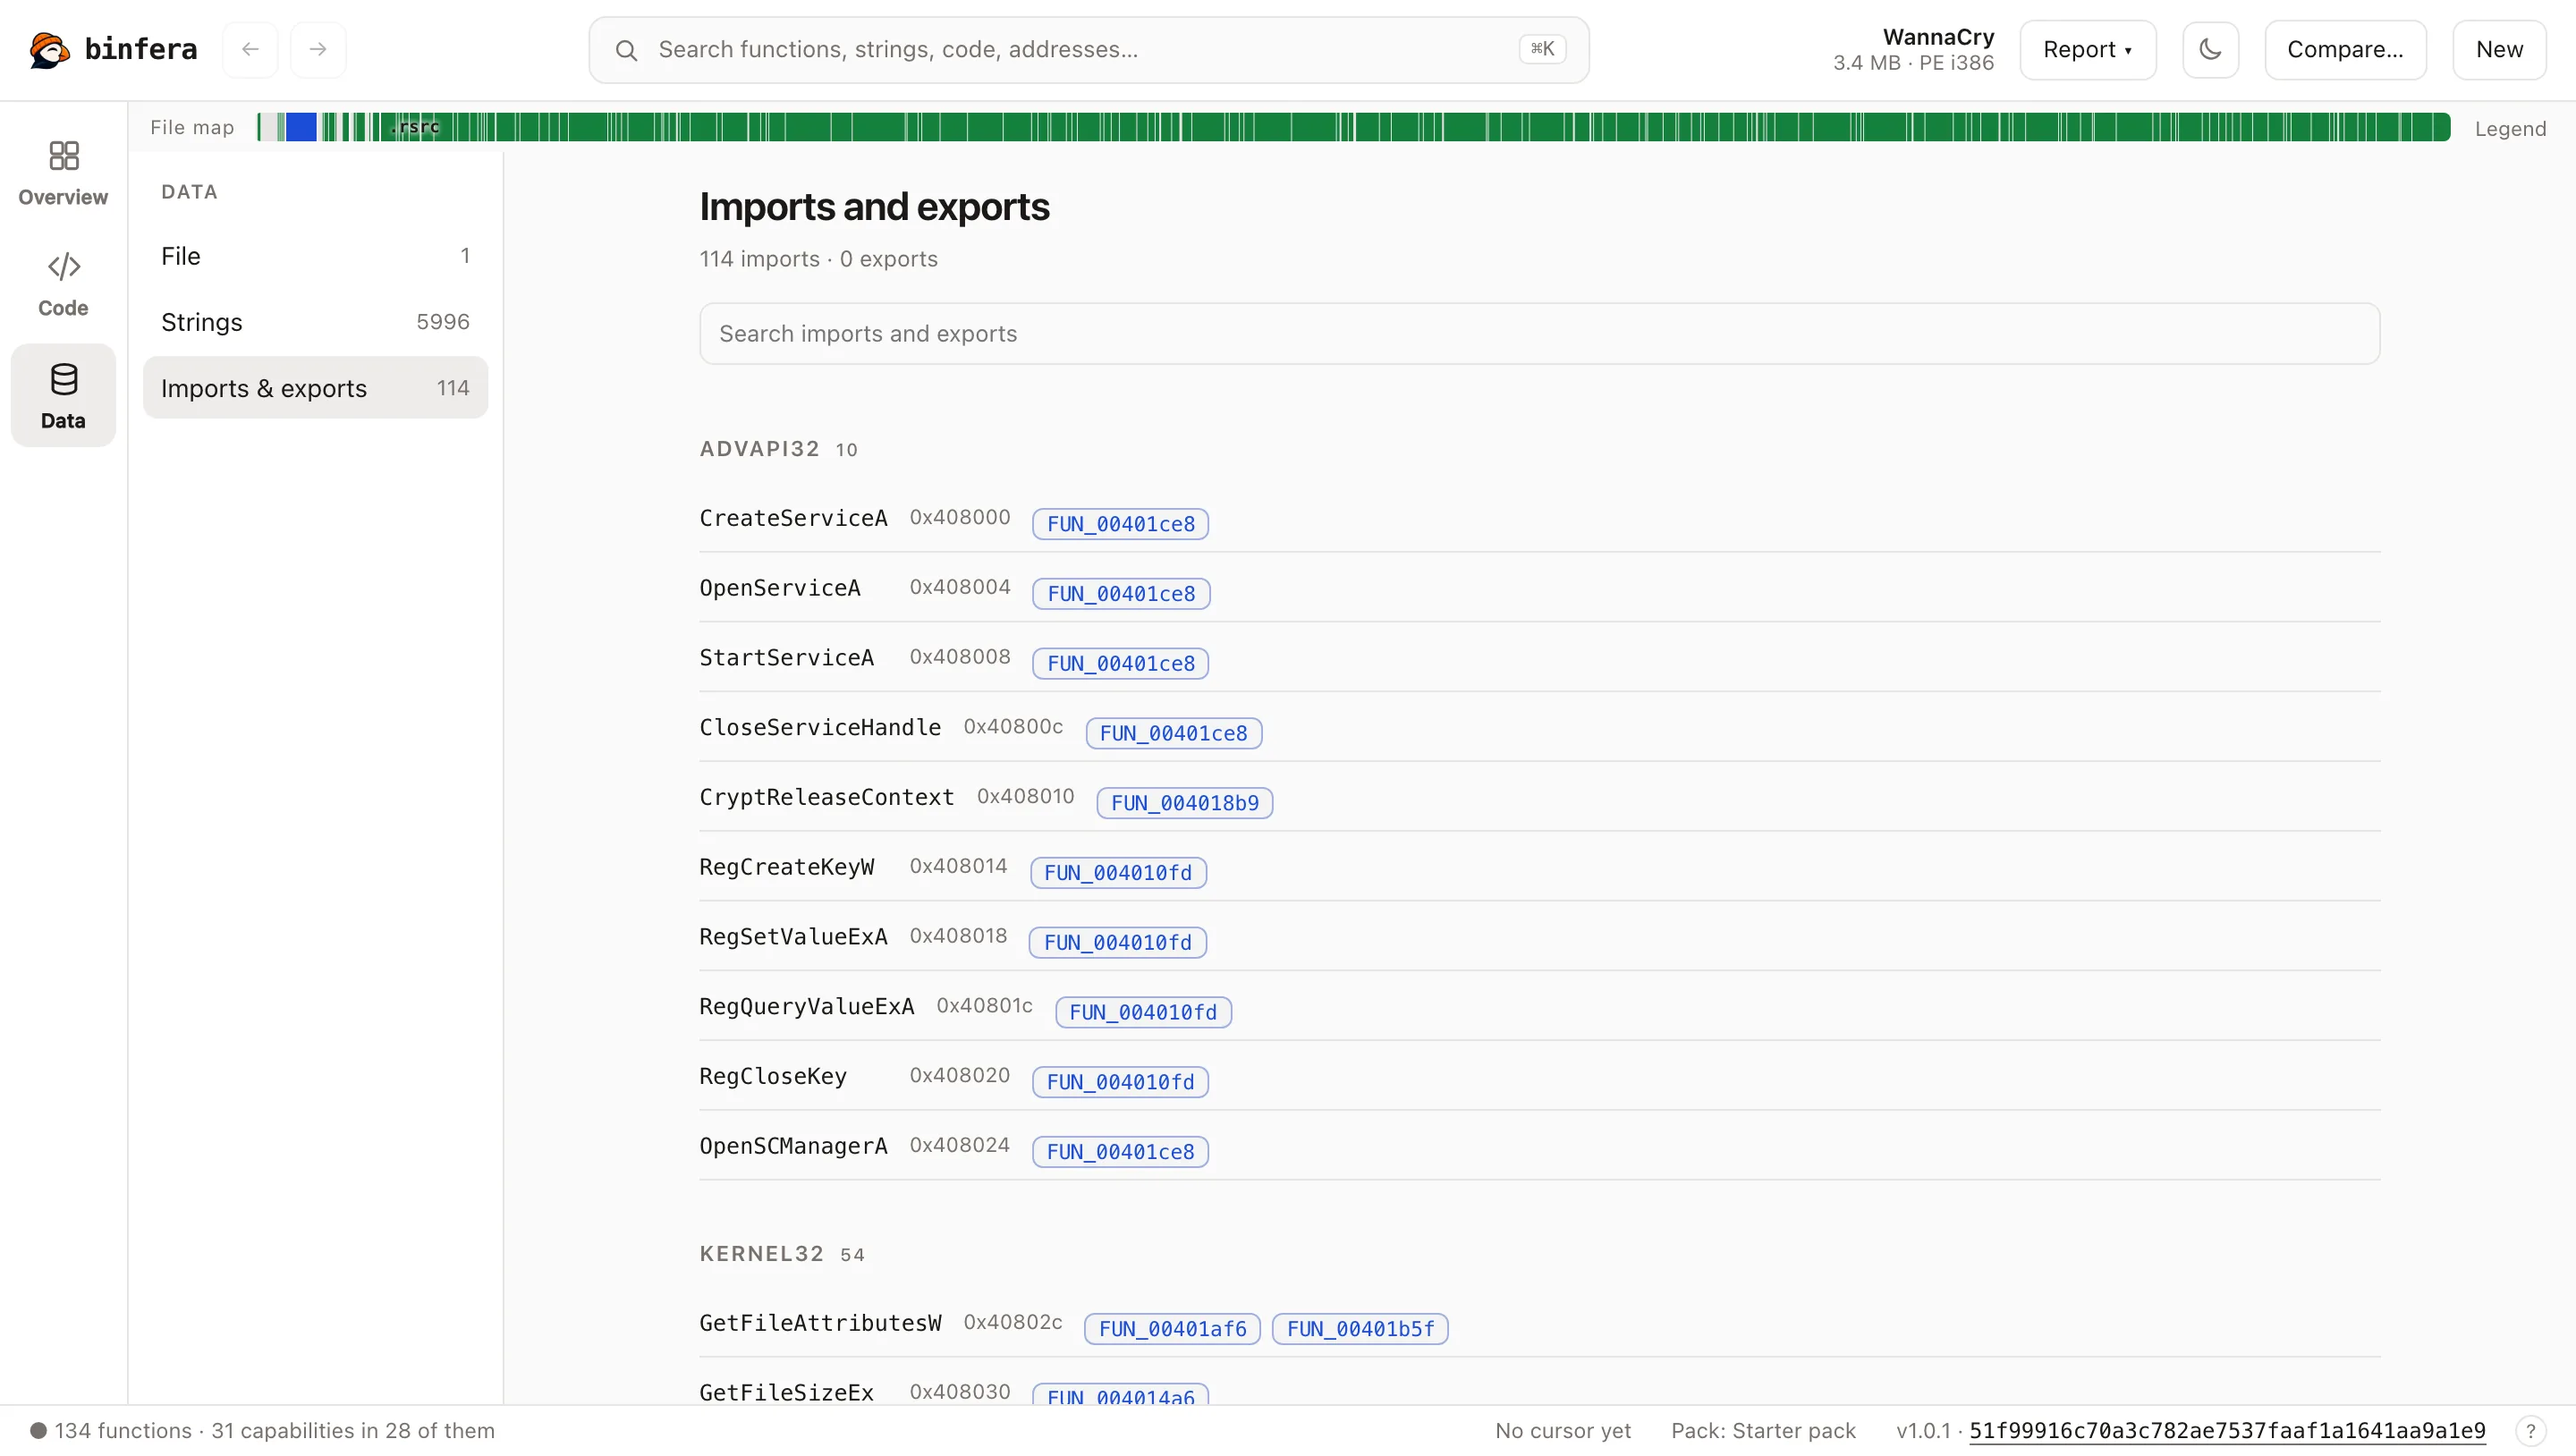 binfera
Search functions, strings, code, addresses...
⌘K
WannaCry
3.4 MB · PE i386
Report ▾
Compare...
New
File map
.rsrc
Legend
Overview
Code
Data
DATA
File 1
Strings 5996
Imports & exports 114
Imports and exports
114 imports · 0 exports
Search imports and exports
ADVAPI32 10
CreateServiceA 0x408000 FUN_00401ce8
OpenServiceA 0x408004 FUN_00401ce8
StartServiceA 0x408008 FUN_00401ce8
CloseServiceHandle 0x40800c FUN_00401ce8
CryptReleaseContext 0x408010 FUN_004018b9
RegCreateKeyW 0x408014 FUN_004010fd
RegSetValueExA 0x408018 FUN_004010fd
RegQueryValueExA 0x40801c FUN_004010fd
RegCloseKey 0x408020 FUN_004010fd
OpenSCManagerA 0x408024 FUN_00401ce8
KERNEL32 54
GetFileAttributesW 0x40802c FUN_00401af6 FUN_00401b5f
GetFileSizeEx 0x408030 FUN_004014a6
134 functions · 31 capabilities in 28 of them
No cursor yet
Pack: Starter pack
v1.0.1 · 51f99916c70a3c782ae7537faaf1a1641aa9a1e9
?